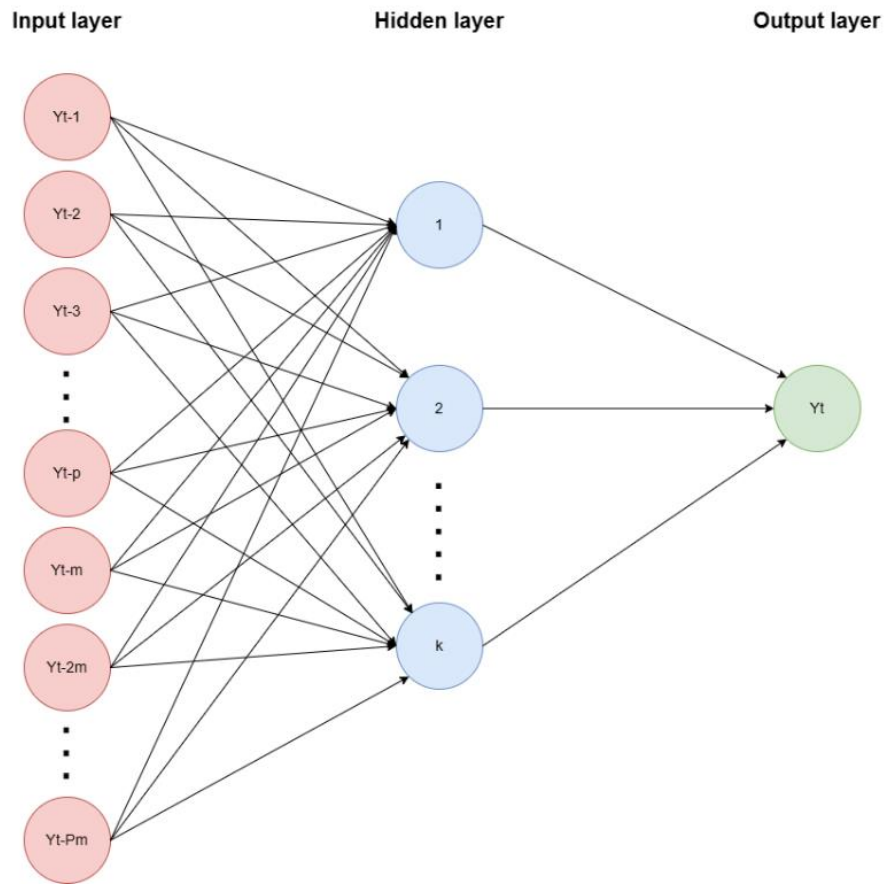 Input layer
Hidden layer
Output layer
Yt-1
Yt-2
Yt-3
Yt-p
Yt-m
Yt-2m
Yt-Pm
1
2
k
Yt